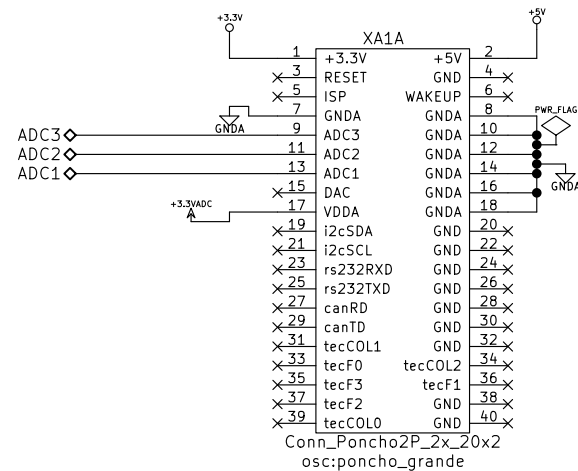 +3.3V
+5V
XA1A
1 +3.3V +5V 2
3 RESET GND 4
5 ISP WAKEUP 6
7 GNDA GNDA 8
PWR_FLAG
GNDA
ADC3 9 ADC3 GNDA 10
ADC2 11 ADC2 GNDA 12
ADC1 13 ADC1 GNDA 14
GNDA
15 DAC GNDA 16
+3.3VADC
17 VDDA GNDA 18
19 i2cSDA GND 20
21 i2cSCL GND 22
23 rs232RXD GND 24
25 rs232TXD GND 26
27 canRD GND 28
29 canTD GND 30
31 tecCOL1 GND 32
33 tecF0 tecCOL2 34
35 tecF3 tecF1 36
37 tecF2 GND 38
39 tecCOL0 GND 40
Conn_Poncho2P_2x_20x2
osc:poncho_grande